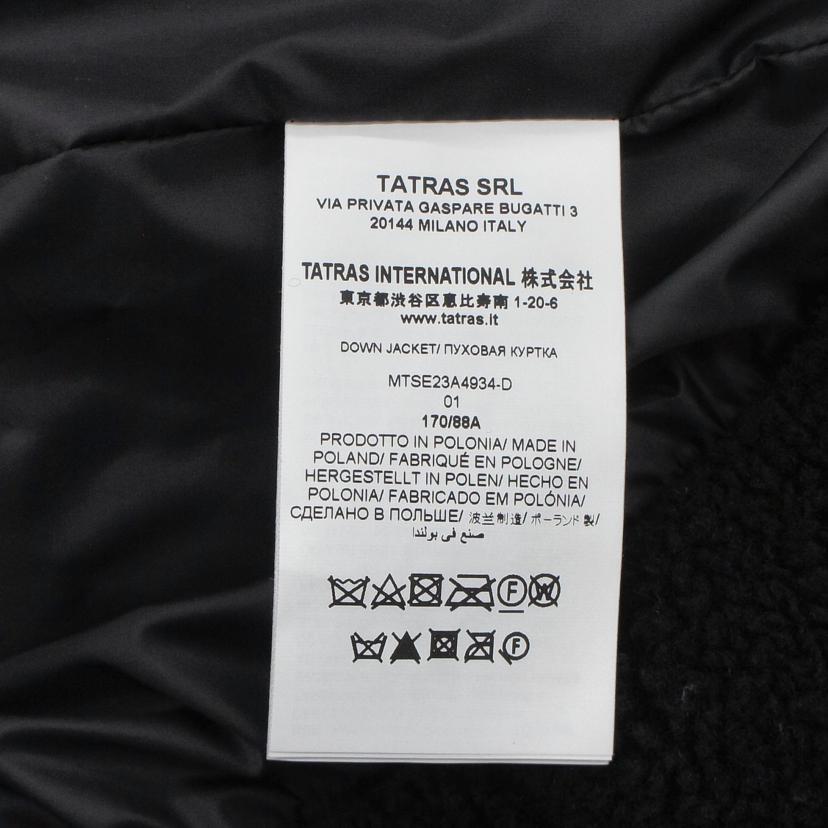 TATRAS SRL
VIA PRIVATA GASPARE BUGATTI 3
20144 MILANO ITALY
TATRAS INTERNATIONAL 株式会社
東京都渋谷区恵比寿南 1-20-6
www.tatras.it
DOWN JACKET/ ПУХОВАЯ КУРТКА
MTSE23A4934-D
01
170/88A
PRODOTTO IN POLONIA/ MADE IN
POLAND/ FABRIQUÉ EN POLOGNE/
HERGESTELLT IN POLEN/ HECHO EN
POLONIA/ FABRICADO EM POLÓNIA/
СДЕЛАНО В ПОЛЬШЕ/ 波兰制造/ ポーランド製/
صنع في بولندا
F W
F